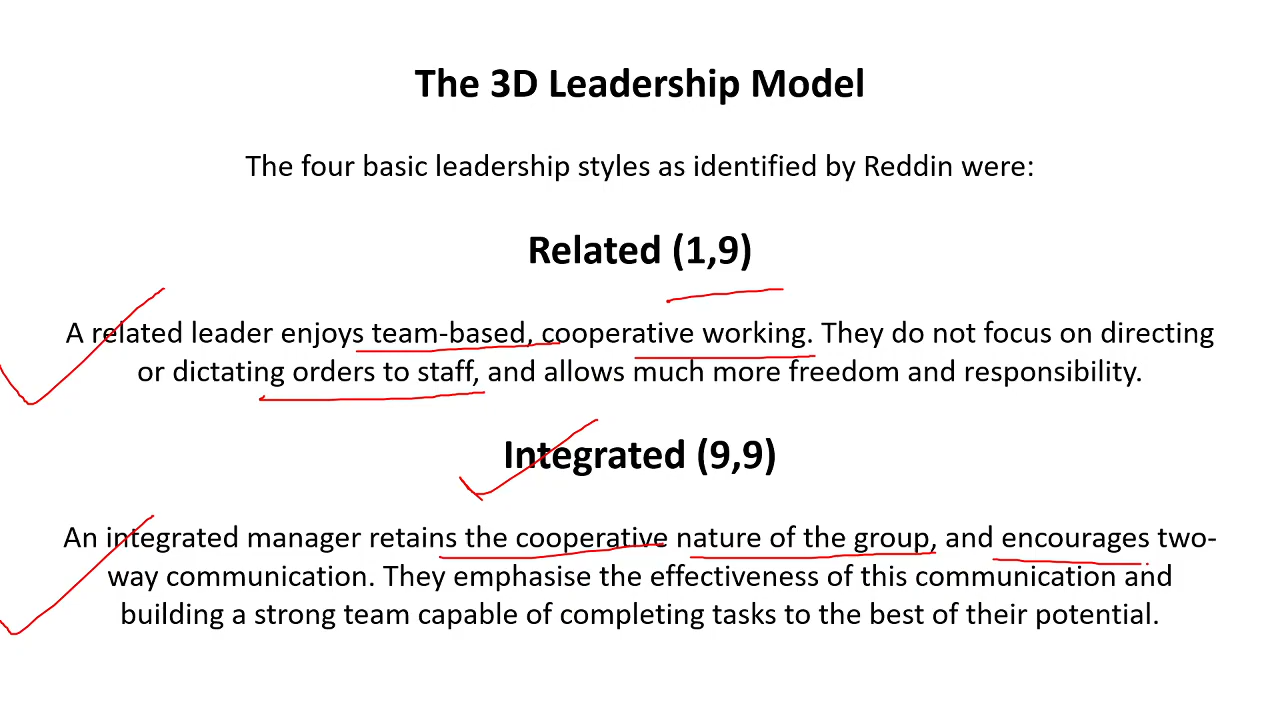 The 3D Leadership Model
The four basic leadership styles as identified by Reddin were:
Related (1,9)
A related leader enjoys team-based, cooperative working. They do not focus on directing
or dictating orders to staff, and allows much more freedom and responsibility.
Integrated (9,9)
An integrated manager retains the cooperative nature of the group, and encourages two-
way communication. They emphasise the effectiveness of this communication and
building a strong team capable of completing tasks to the best of their potential.